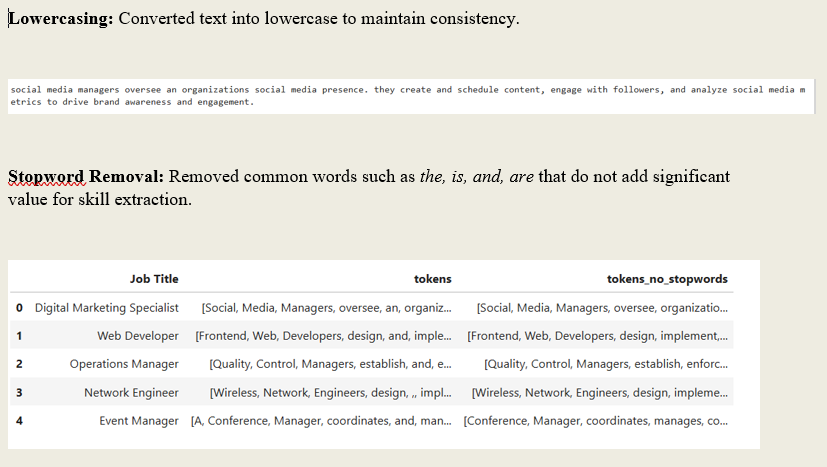 Lowercasing: Converted text into lowercase to maintain consistency.
social media managers oversee an organizations social media presence. they create and schedule content, engage with followers, and analyze social media m
etrics to drive brand awareness and engagement.
Stopword Removal: Removed common words such as the, is, and, are that do not add significant
value for skill extraction.
Job Title tokens tokens_no_stopwords
0 Digital Marketing Specialist [Social, Media, Managers, oversee, an, organiz... [Social, Media, Managers, oversee, organizatio...
1 Web Developer [Frontend, Web, Developers, design, and, imple... [Frontend, Web, Developers, design, implement,...
2 Operations Manager [Quality, Control, Managers, establish, and, e... [Quality, Control, Managers, establish, enforc...
3 Network Engineer [Wireless, Network, Engineers, design, ,, impl... [Wireless, Network, Engineers, design, impleme...
4 Event Manager [A, Conference, Manager, coordinates, and, man... [Conference, Manager, coordinates, manages, co...